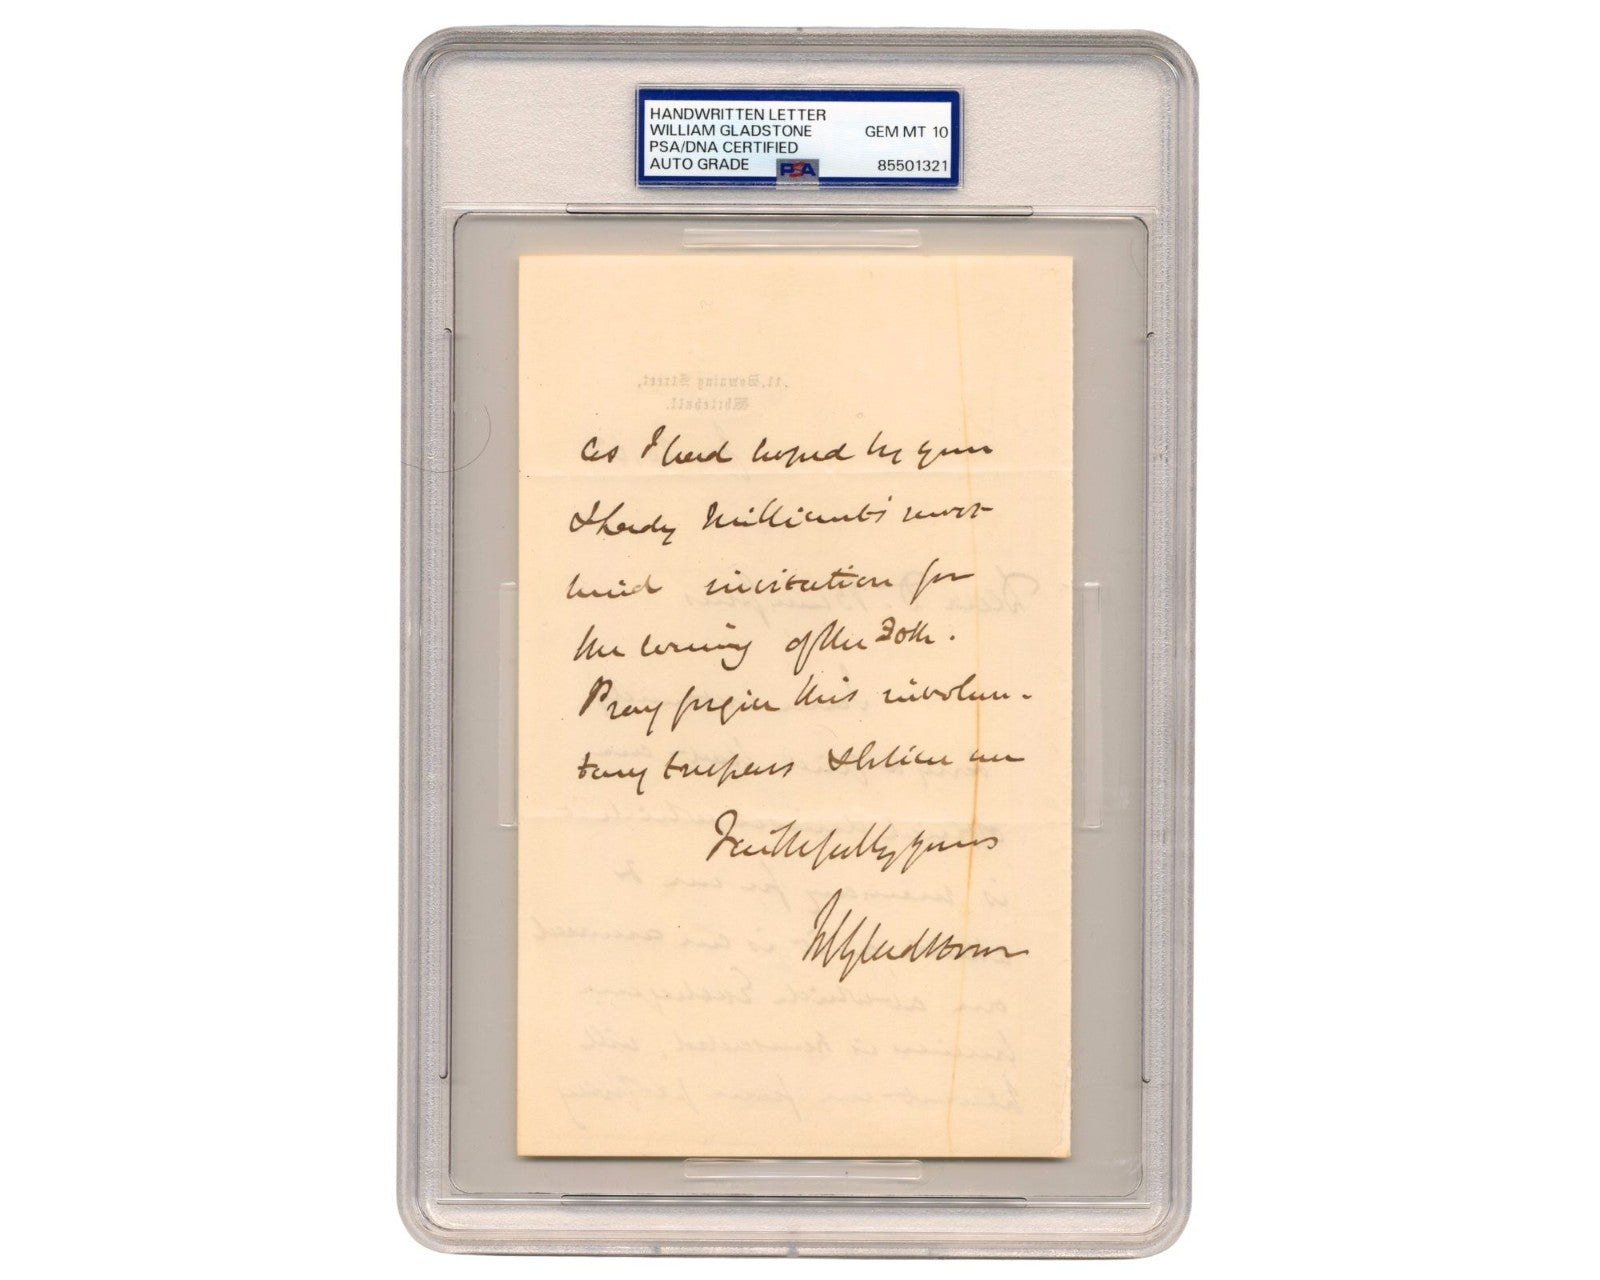 HANDWRITTEN LETTER
WILLIAM GLADSTONE GEM MT 10
PSA/DNA CERTIFIED
AUTO GRADE PSA 85501321
11, Downing Street,
Whitehall.
as I had hoped by your
& Lady most
kind invitation for
the evening of the 30th.
Pray forgive this involun-
tary trespass & believe me
Faithfully yours
WEGladstone